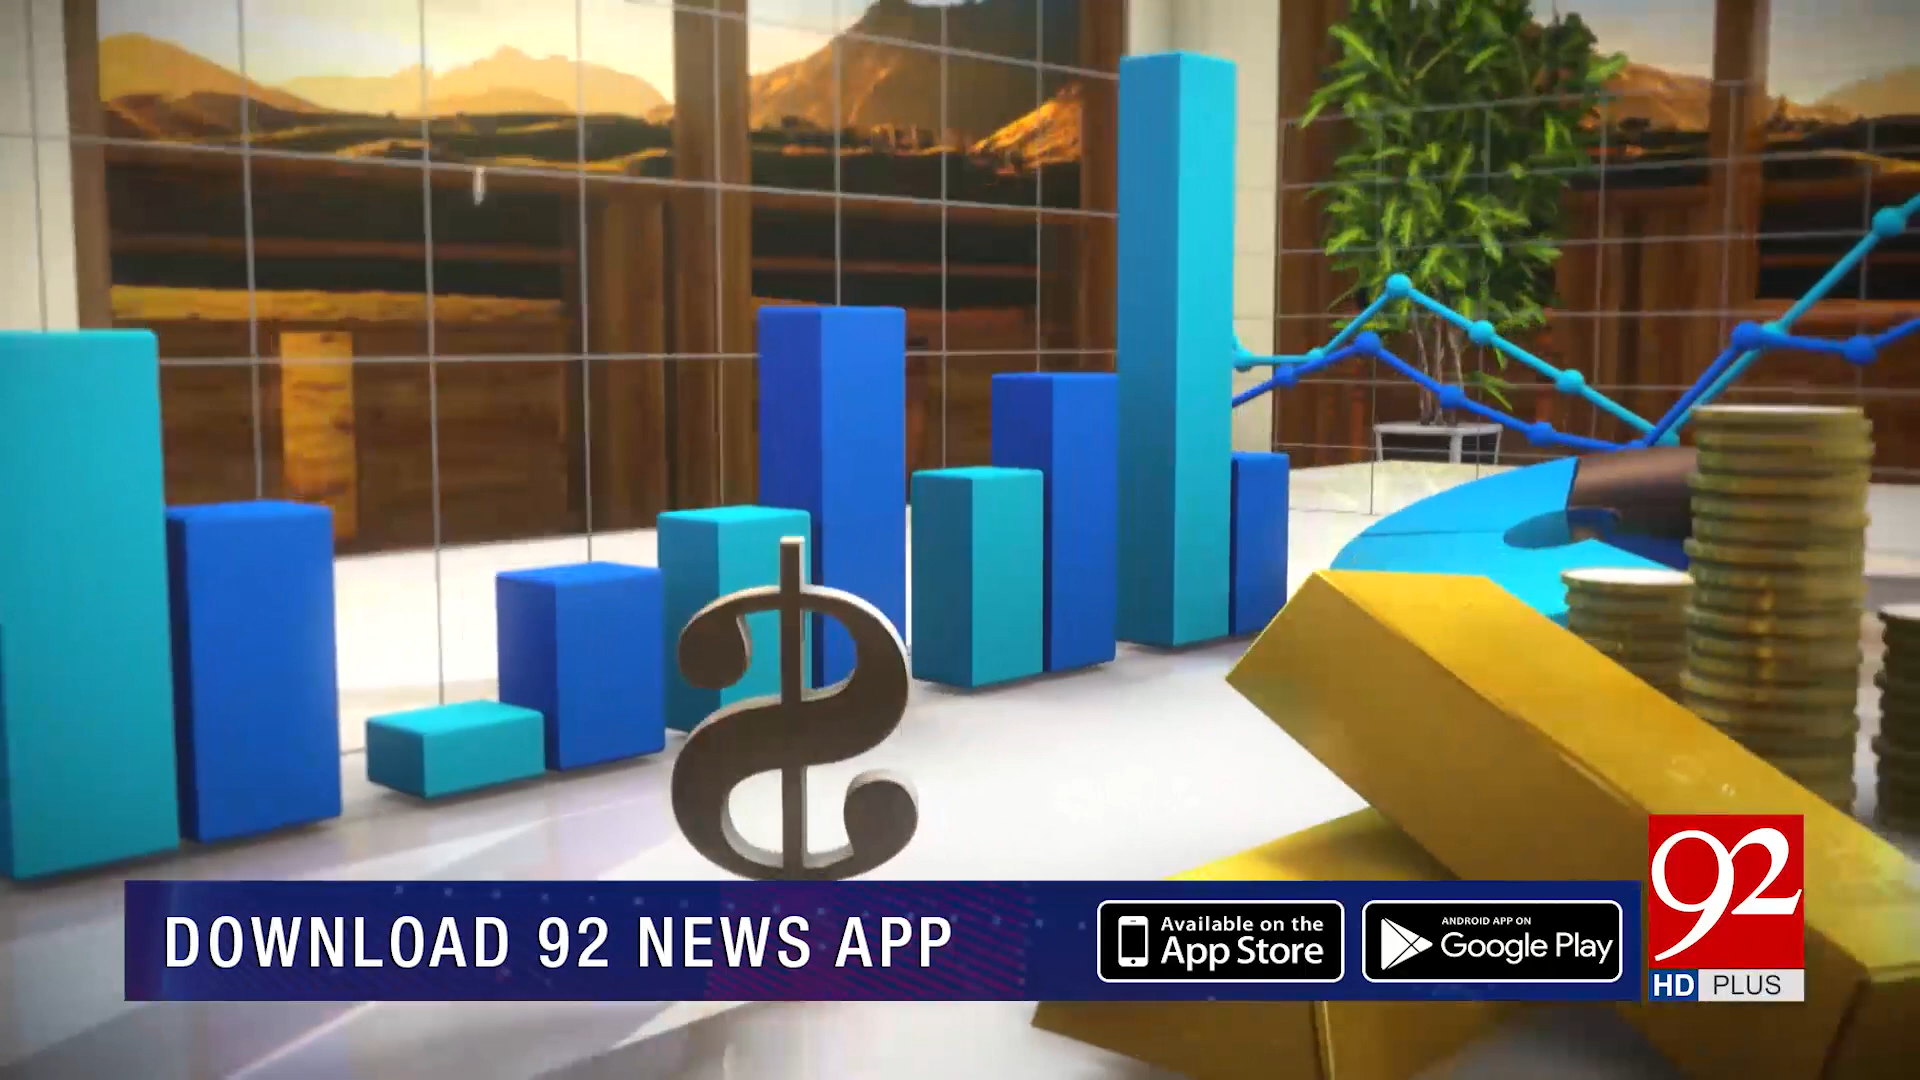 DOWNLOAD 92 NEWS APP
Available on the
App Store
ANDROID APP ON
Google Play
92
HD PLUS